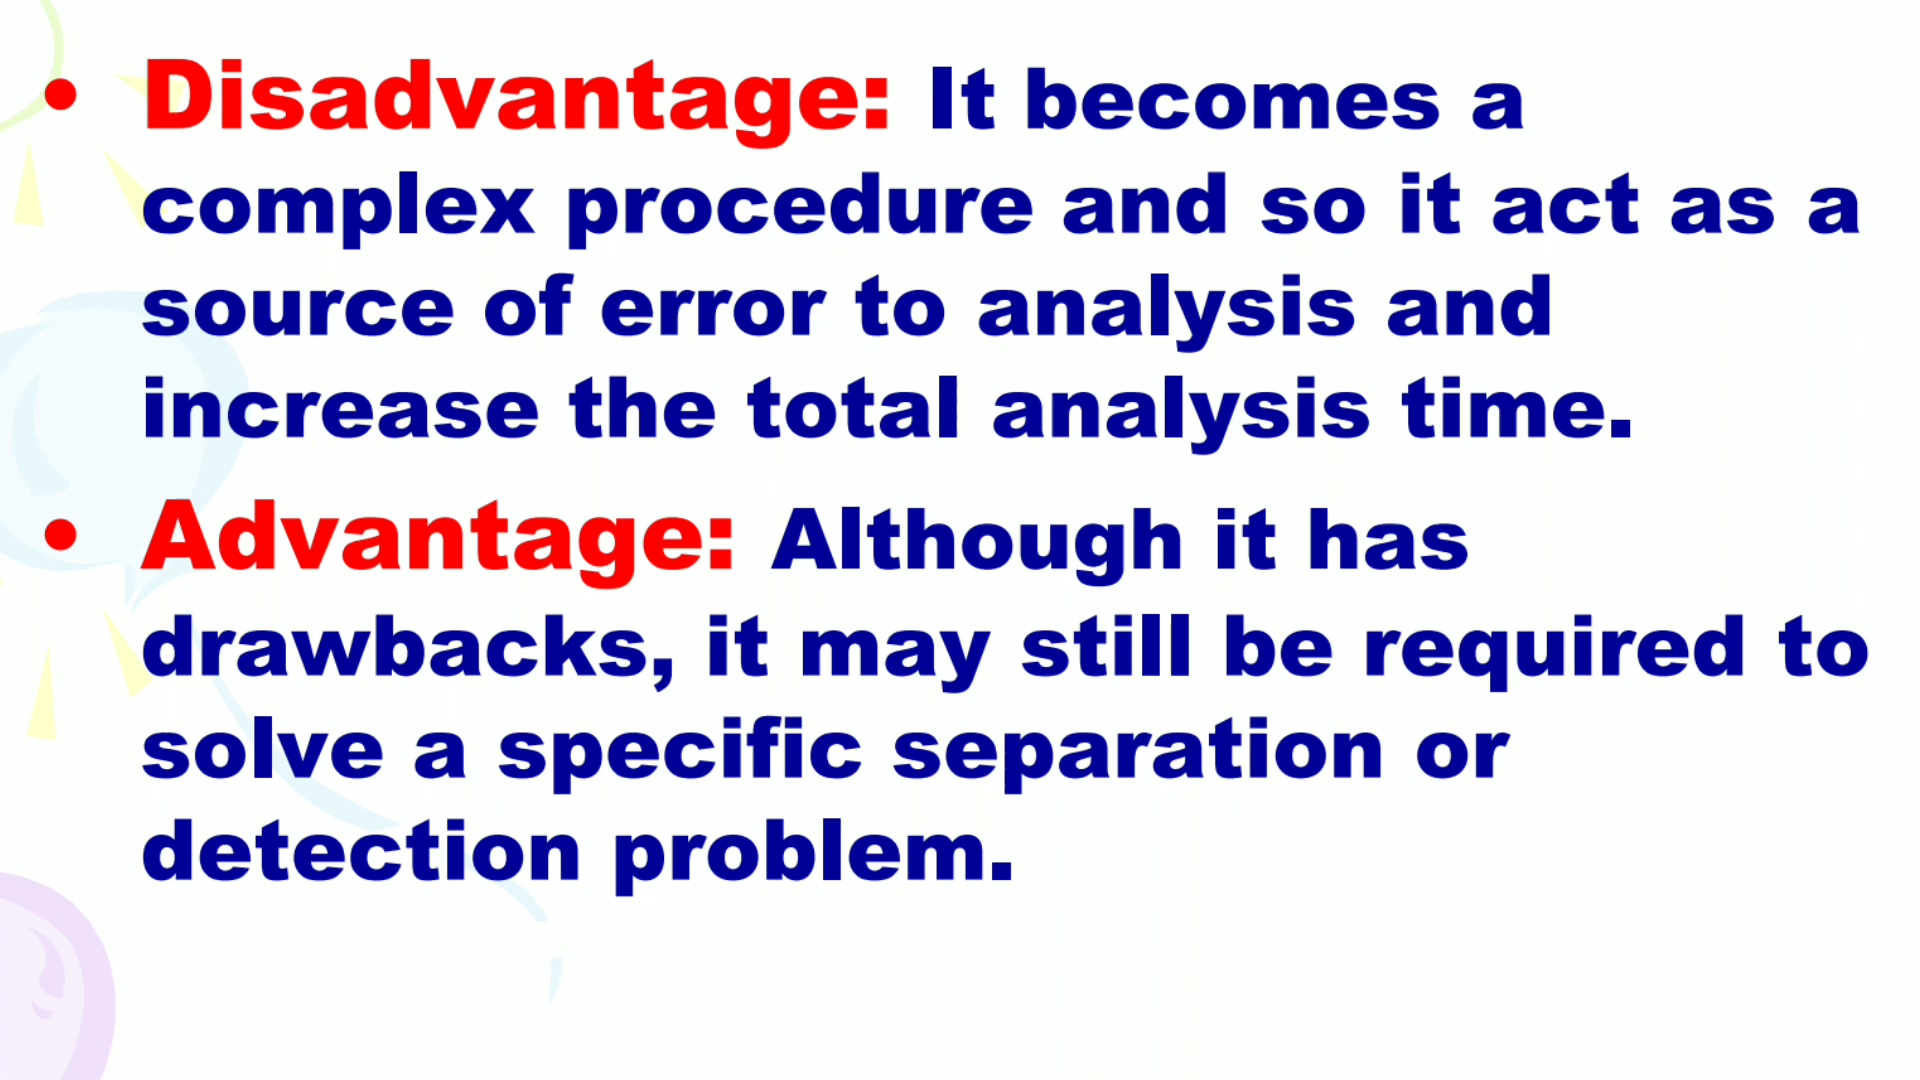 • Disadvantage: It becomes a
complex procedure and so it act as a
source of error to analysis and
increase the total analysis time.
• Advantage: Although it has
drawbacks, it may still be required to
solve a specific separation or
detection problem.